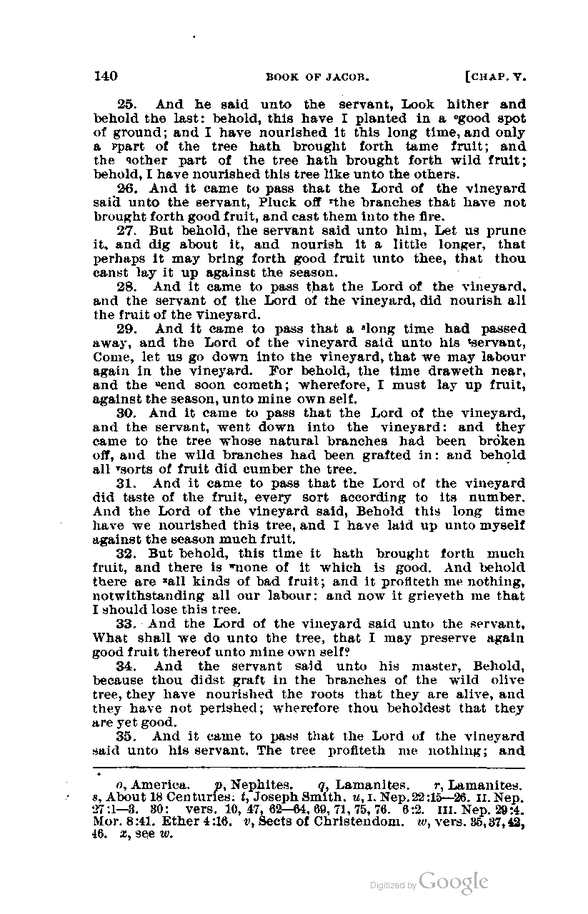 140 BOOK OF JACOB. [CHAP. V.
25. And he said unto the servant, Look hither and
behold the last: behold, this have I planted in a ᵒgood spot
of ground; and I have nourished it this long time, and only
a ᵖpart of the tree hath brought forth tame fruit; and
the qother part of the tree hath brought forth wild fruit;
behold, I have nourished this tree like unto the others.
26. And it came to pass that the Lord of the vineyard
said unto the servant, Pluck off ʳthe branches that have not
brought forth good fruit, and cast them into the fire.
27. But behold, the servant said unto him, Let us prune
it, and dig about it, and nourish it a little longer, that
perhaps it may bring forth good fruit unto thee, that thou
canst lay it up against the season.
28. And it came to pass that the Lord of the vineyard,
and the servant of the Lord of the vineyard, did nourish all
the fruit of the vineyard.
29. And it came to pass that a ˢlong time had passed
away, and the Lord of the vineyard said unto his ᵗservant,
Come, let us go down into the vineyard, that we may labour
again in the vineyard. For behold, the time draweth near,
and the ᵘend soon cometh; wherefore, I must lay up fruit,
against the season, unto mine own self.
30. And it came to pass that the Lord of the vineyard,
and the servant, went down into the vineyard: and they
came to the tree whose natural branches had been broken
off, and the wild branches had been grafted in: and behold
all ᵛsorts of fruit did cumber the tree.
31. And it came to pass that the Lord of the vineyard
did taste of the fruit, every sort according to its number.
And the Lord of the vineyard said, Behold this long time
have we nourished this tree, and I have laid up unto myself
against the season much fruit.
32. But behold, this time it hath brought forth much
fruit, and there is ʷnone of it which is good. And behold
there are ˣall kinds of bad fruit; and it profiteth me nothing,
notwithstanding all our labour: and now it grieveth me that
I should lose this tree.
33. And the Lord of the vineyard said unto the servant,
What shall we do unto the tree, that I may preserve again
good fruit thereof unto mine own self?
34. And the servant said unto his master, Behold,
because thou didst graft in the branches of the wild olive
tree, they have nourished the roots that they are alive, and
they have not perished; wherefore thou beholdest that they
are yet good.
35. And it came to pass that the Lord of the vineyard
said unto his servant, The tree profiteth me nothing; and
o, America. p, Nephites. q, Lamanites. r, Lamanites.
s, About 18 Centuries. t, Joseph Smith. u, I. Nep. 22:15—26. II. Nep.
27:1—3. 30: vers. 10, 47, 62—64, 69, 71, 75, 76. 6:2. III. Nep. 29:4.
Mor. 8:41. Ether 4:16. v, Sects of Christendom. w, vers. 35, 37, 42,
46. x, see w.
Digitized by Google